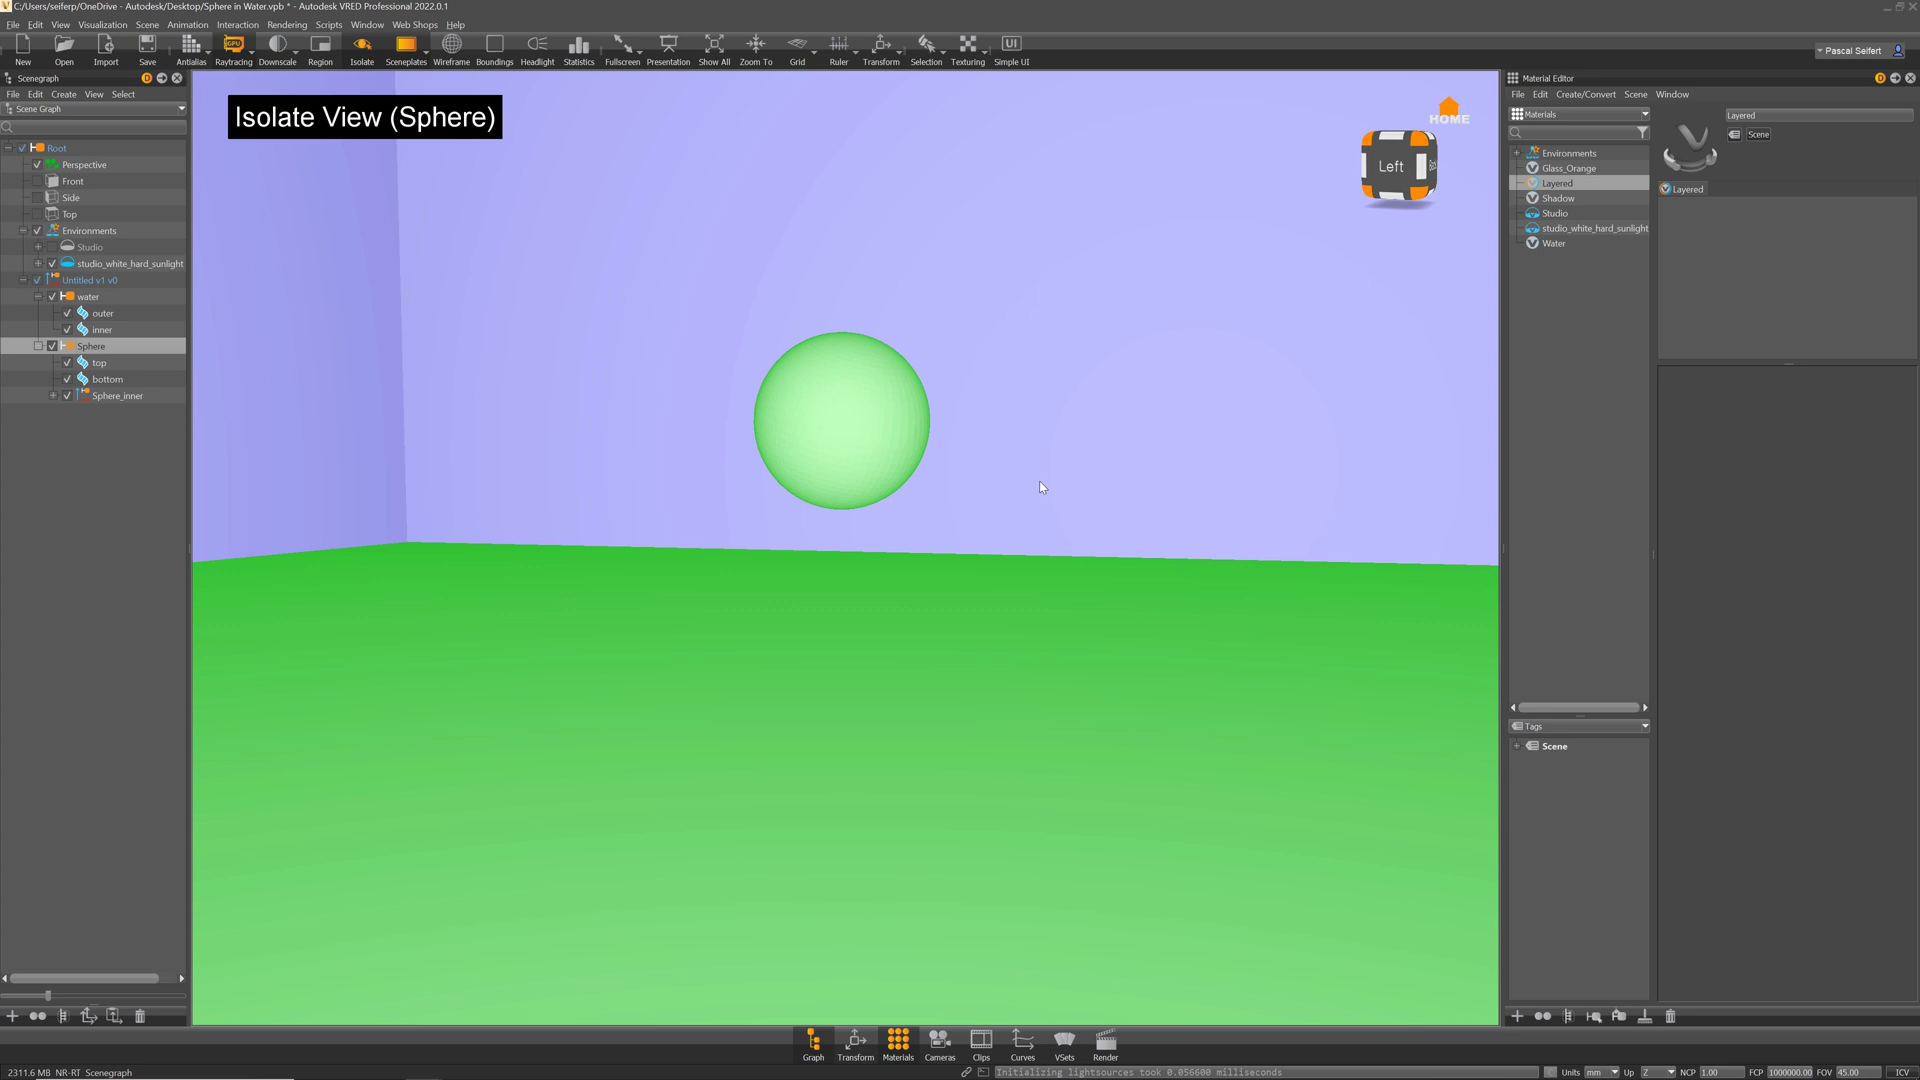 C:/Users/seiferp/OneDrive - Autodesk/Desktop/Sphere in Water.vpb * - Autodesk VRED Professional 2022.0.1
File Edit View Visualization Scene Animation Interaction Rendering Scripts Window Web Shops Help
GPU UI
New Open Import Save Antialias Raytracing Downscale Region Isolate Sceneplates Wireframe Boundings Headlight Statistics Fullscreen Presentation Show All Zoom To Grid Ruler Transform Selection Texturing Simple UI
Pascal Seifert
Scenegraph
File Edit Create View Select
Scene Graph
Root
Perspective
Front
Side
Top
Environments
Studio
studio_white_hard_sunlight
Untitled v1 v0
water
outer
inner
Sphere
top
bottom
Sphere_inner
Isolate View (Sphere)
HOME
Left
Material Editor
File Edit Create/Convert Scene Window
Materials
Environments
Glass_Orange
Layered
Shadow
Studio
studio_white_hard_sunlight
Water
Layered
Scene
Layered
Tags
Scene
Graph Transform Materials Cameras Clips Curves VSets Render
2311.6 MB NR-RT Scenegraph
Initializing lightsources took 0.056600 milliseconds
Units mm Up Z NCP 1.00 FCP 1000000.00 FOV 45.00 ICV